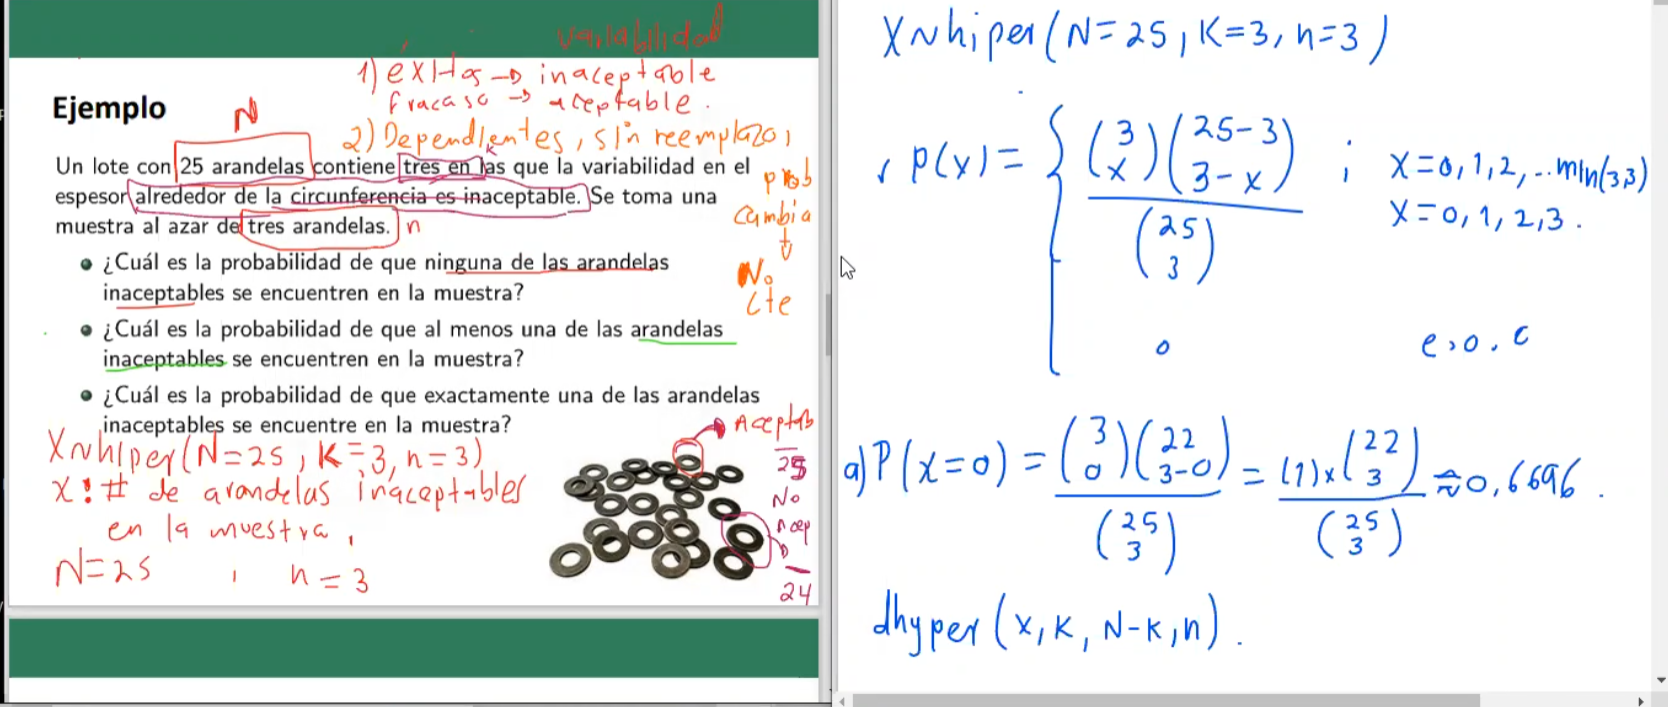 variabilidad
1) éxitos → inaceptable
fracaso → aceptable.
Ejemplo
N
2) Dependientes, sin reemplazo,
Un lote con 25 arandelas contiene tres en las que la variabilidad en el
K
espesor alrededor de la circunferencia es inaceptable. Se toma una
muestra al azar de tres arandelas.
n
prob
cambia
↓
No
cte
¿Cuál es la probabilidad de que ninguna de las arandelas
inaceptables se encuentren en la muestra?
¿Cuál es la probabilidad de que al menos una de las arandelas
inaceptables se encuentren en la muestra?
¿Cuál es la probabilidad de que exactamente una de las arandelas
inaceptables se encuentre en la muestra?
X~hiper(N=25, K=3, n=3)
X: # de arandelas inaceptables
en la muestra,
N=25 , n=3
Aceptab
25
No
Acep
24
X~hiper(N=25, K=3, n=3)
P(x) = { (3 x)(25-3 3-x) / (25 3) ; x=0,1,2,...min(3,3)
x=0,1,2,3.
0 e.o.c
a) P(x=0) = (3 0)(22 3-0) / (25 3) = (1)x(22 3) / (25 3) ≈ 0,6696.
dhyper(x, K, N-K, n).